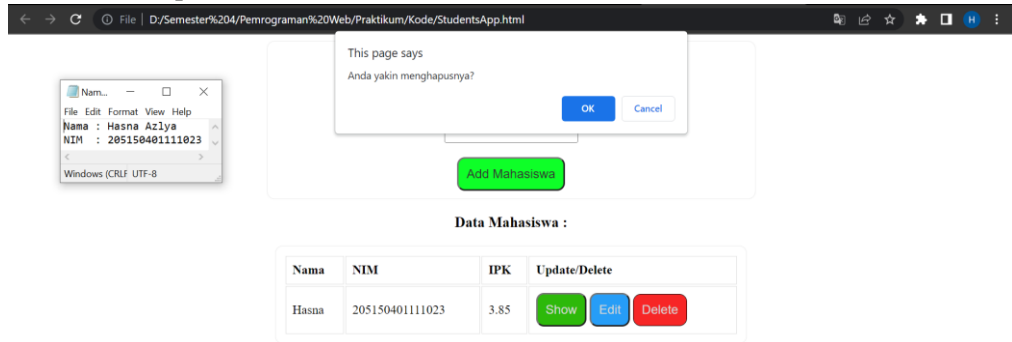 File | D:/Semester%204/Pemrograman%20Web/Praktikum/Kode/StudentsApp.html
H
This page says
Anda yakin menghapusnya?
OK Cancel
Nam...
File Edit Format View Help
Nama : Hasna Azlya
NIM : 205150401111023
Windows (CRLF UTF-8
Add Mahasiswa
Data Mahasiswa :
Nama NIM IPK Update/Delete
Hasna 205150401111023 3.85 Show Edit Delete